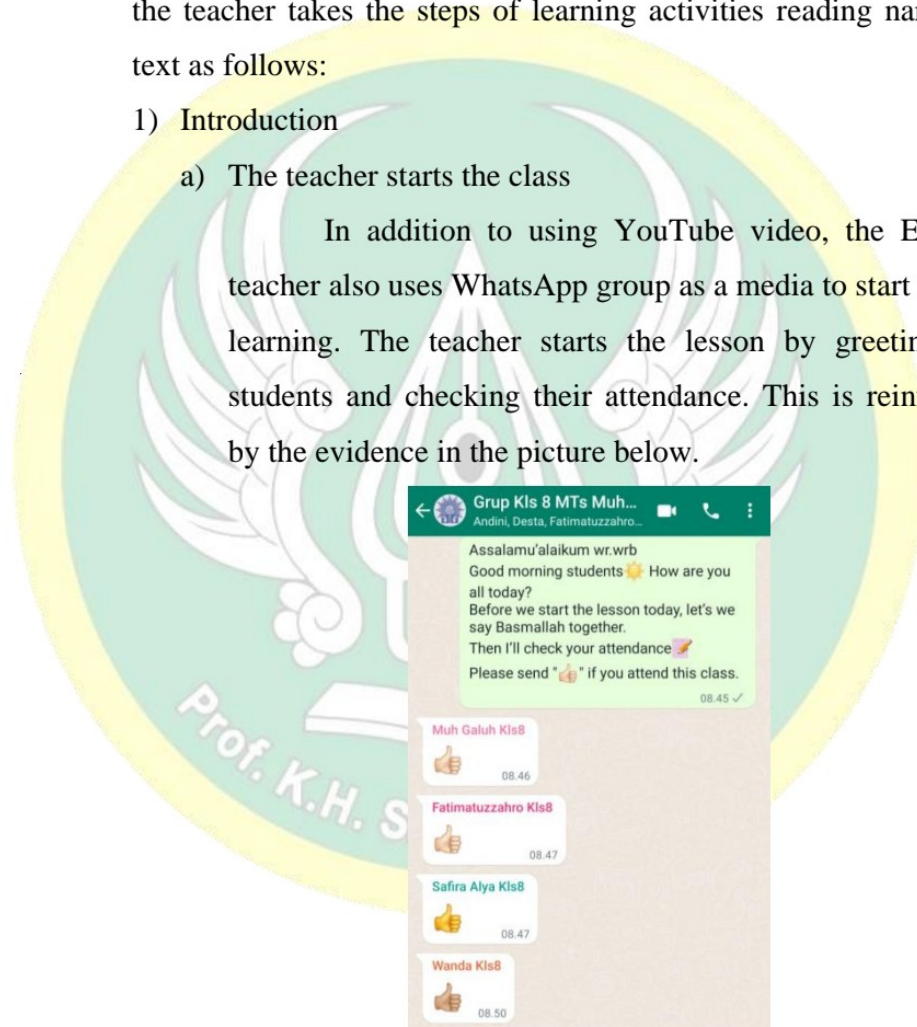 the teacher takes the steps of learning activities reading
text as follows:
1) Introduction
a) The teacher starts the class
In addition to using YouTube video, the
teacher also uses WhatsApp group as a media to start
learning. The teacher starts the lesson by
students and checking their attendance. This is
by the evidence in the picture below.
Grup Kls 8 MTs Muh...
Andini, Desta, Fatimatuzzahro...
Assalamu'alaikum wr.wrb
Good morning students☀️ How are you
all today?
Before we start the lesson today, let's we
say Basmallah together.
Then I'll check your attendance📝
Please send "👍🏻" if you attend this class.
08.45 ✓
Muh Galuh Kls8
👍🏻
08.46
Fatimatuzzahro Kls8
👍🏻
08.47
Safira Alya Kls8
👍
08.47
Wanda Kls8
👍🏽
08.50
Prof. K.H. S